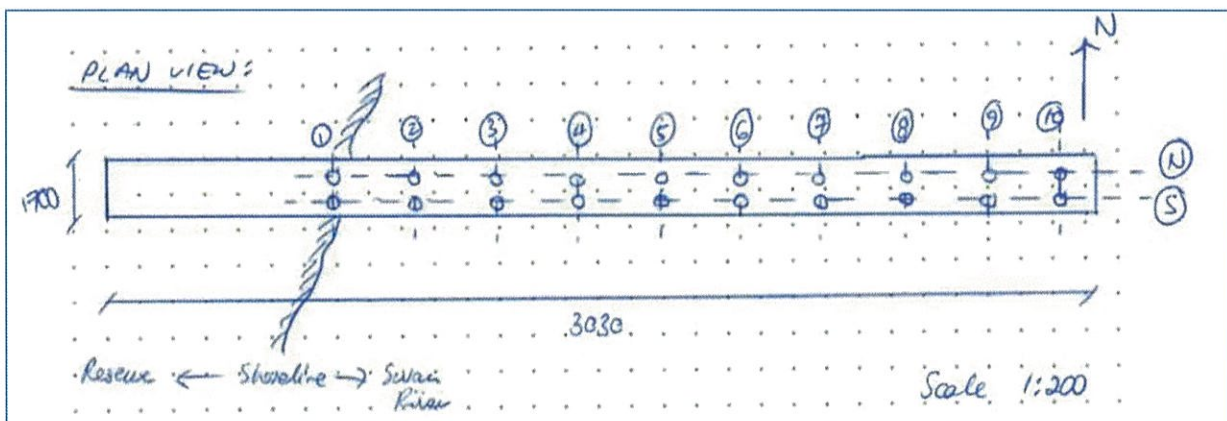 N
PLAN VIEW:
1 2 3 4 5 6 7 8 9 10
N
1700
S
3030
Reserve ← Shoreline → Swan
River
Scale 1:200